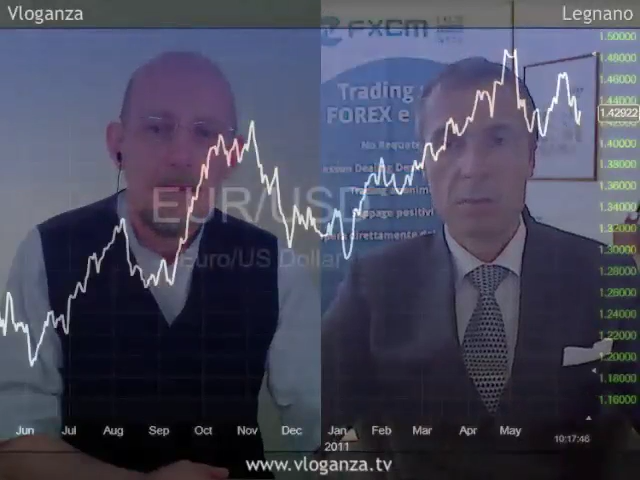 Vloganza
Legnano
FXCM
Trading
FOREX e
No Requote
Trading anonimo
EUR/USD
Euro/US Dollar
1.50000
1.48000
1.46000
1.44000
1.42922
1.40000
1.38000
1.36000
1.34000
1.32000
1.30000
1.28000
1.26000
1.24000
1.22000
1.20000
1.18000
1.16000
Jun Jul Aug Sep Oct Nov Dec Jan Feb Mar Apr May
2011
10:17:46
www.vloganza.tv